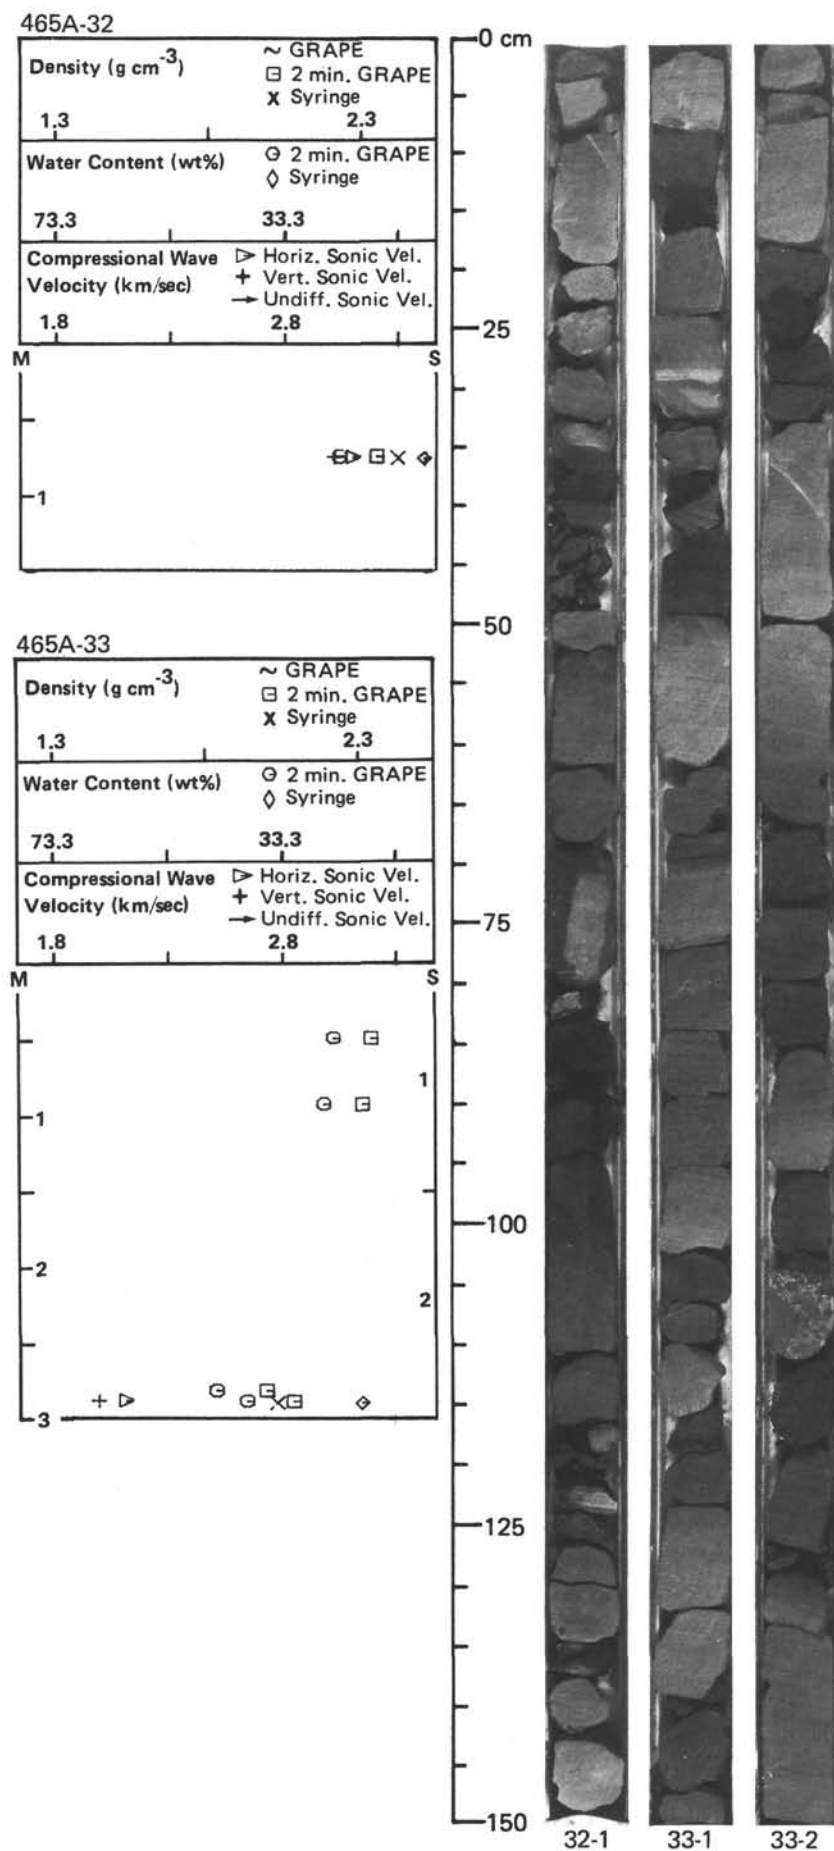 465A-32
Density (g cm-3)
~ GRAPE
2 min. GRAPE
x Syringe
1.3 2.3
Water Content (wt%)
2 min. GRAPE
◇ Syringe
73.3 33.3
Compressional Wave
Velocity (km/sec)
▷ Horiz. Sonic Vel.
+ Vert. Sonic Vel.
→ Undiff. Sonic Vel.
1.8 2.8
M S
1
465A-33
Density (g cm-3)
~ GRAPE
2 min. GRAPE
x Syringe
1.3 2.3
Water Content (wt%)
2 min. GRAPE
◇ Syringe
73.3 33.3
Compressional Wave
Velocity (km/sec)
▷ Horiz. Sonic Vel.
+ Vert. Sonic Vel.
→ Undiff. Sonic Vel.
1.8 2.8
M S
1
1
2
2
3
0 cm
25
50
75
100
125
150
32-1 33-1 33-2